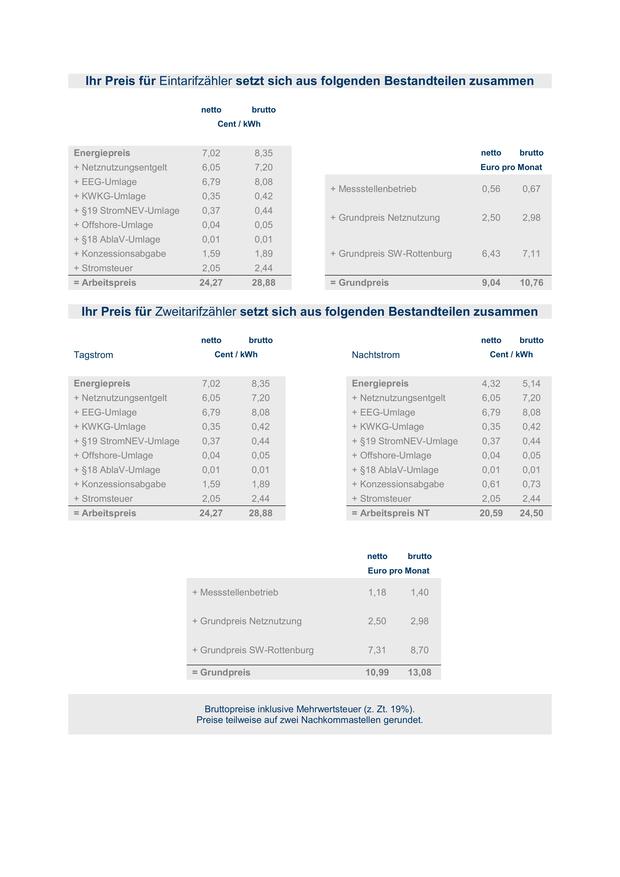 Ihr Preis für Eintarifzähler setzt sich aus folgenden Bestandteilen zusammen
netto brutto
Cent / kWh
Energiepreis 7,02 8,35
+ Netznutzungsentgelt 6,05 7,20
+ EEG-Umlage 6,79 8,08
+ KWKG-Umlage 0,35 0,42
+ §19 StromNEV-Umlage 0,37 0,44
+ Offshore-Umlage 0,04 0,05
+ §18 AblaV-Umlage 0,01 0,01
+ Konzessionsabgabe 1,59 1,89
+ Stromsteuer 2,05 2,44
= Arbeitspreis 24,27 28,88
netto brutto
Euro pro Monat
+ Messstellenbetrieb 0,56 0,67
+ Grundpreis Netznutzung 2,50 2,98
+ Grundpreis SW-Rottenburg 6,43 7,11
= Grundpreis 9,04 10,76
Ihr Preis für Zweitarifzähler setzt sich aus folgenden Bestandteilen zusammen
netto brutto
Tagstrom Cent / kWh
Energiepreis 7,02 8,35
+ Netznutzungsentgelt 6,05 7,20
+ EEG-Umlage 6,79 8,08
+ KWKG-Umlage 0,35 0,42
+ §19 StromNEV-Umlage 0,37 0,44
+ Offshore-Umlage 0,04 0,05
+ §18 AblaV-Umlage 0,01 0,01
+ Konzessionsabgabe 1,59 1,89
+ Stromsteuer 2,05 2,44
= Arbeitspreis 24,27 28,88
netto brutto
Nachtstrom Cent / kWh
Energiepreis 4,32 5,14
+ Netznutzungsentgelt 6,05 7,20
+ EEG-Umlage 6,79 8,08
+ KWKG-Umlage 0,35 0,42
+ §19 StromNEV-Umlage 0,37 0,44
+ Offshore-Umlage 0,04 0,05
+ §18 AblaV-Umlage 0,01 0,01
+ Konzessionsabgabe 0,61 0,73
+ Stromsteuer 2,05 2,44
= Arbeitspreis NT 20,59 24,50
netto brutto
Euro pro Monat
+ Messstellenbetrieb 1,18 1,40
+ Grundpreis Netznutzung 2,50 2,98
+ Grundpreis SW-Rottenburg 7,31 8,70
= Grundpreis 10,99 13,08
Bruttopreise inklusive Mehrwertsteuer (z. Zt. 19%).
Preise teilweise auf zwei Nachkommastellen gerundet.